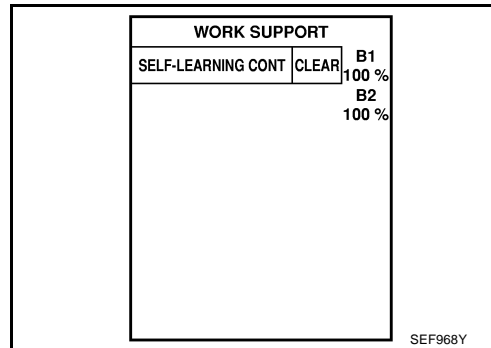 WORK SUPPORT
SELF-LEARNING CONT CLEAR B1
100 %
B2
100 %
SEF968Y